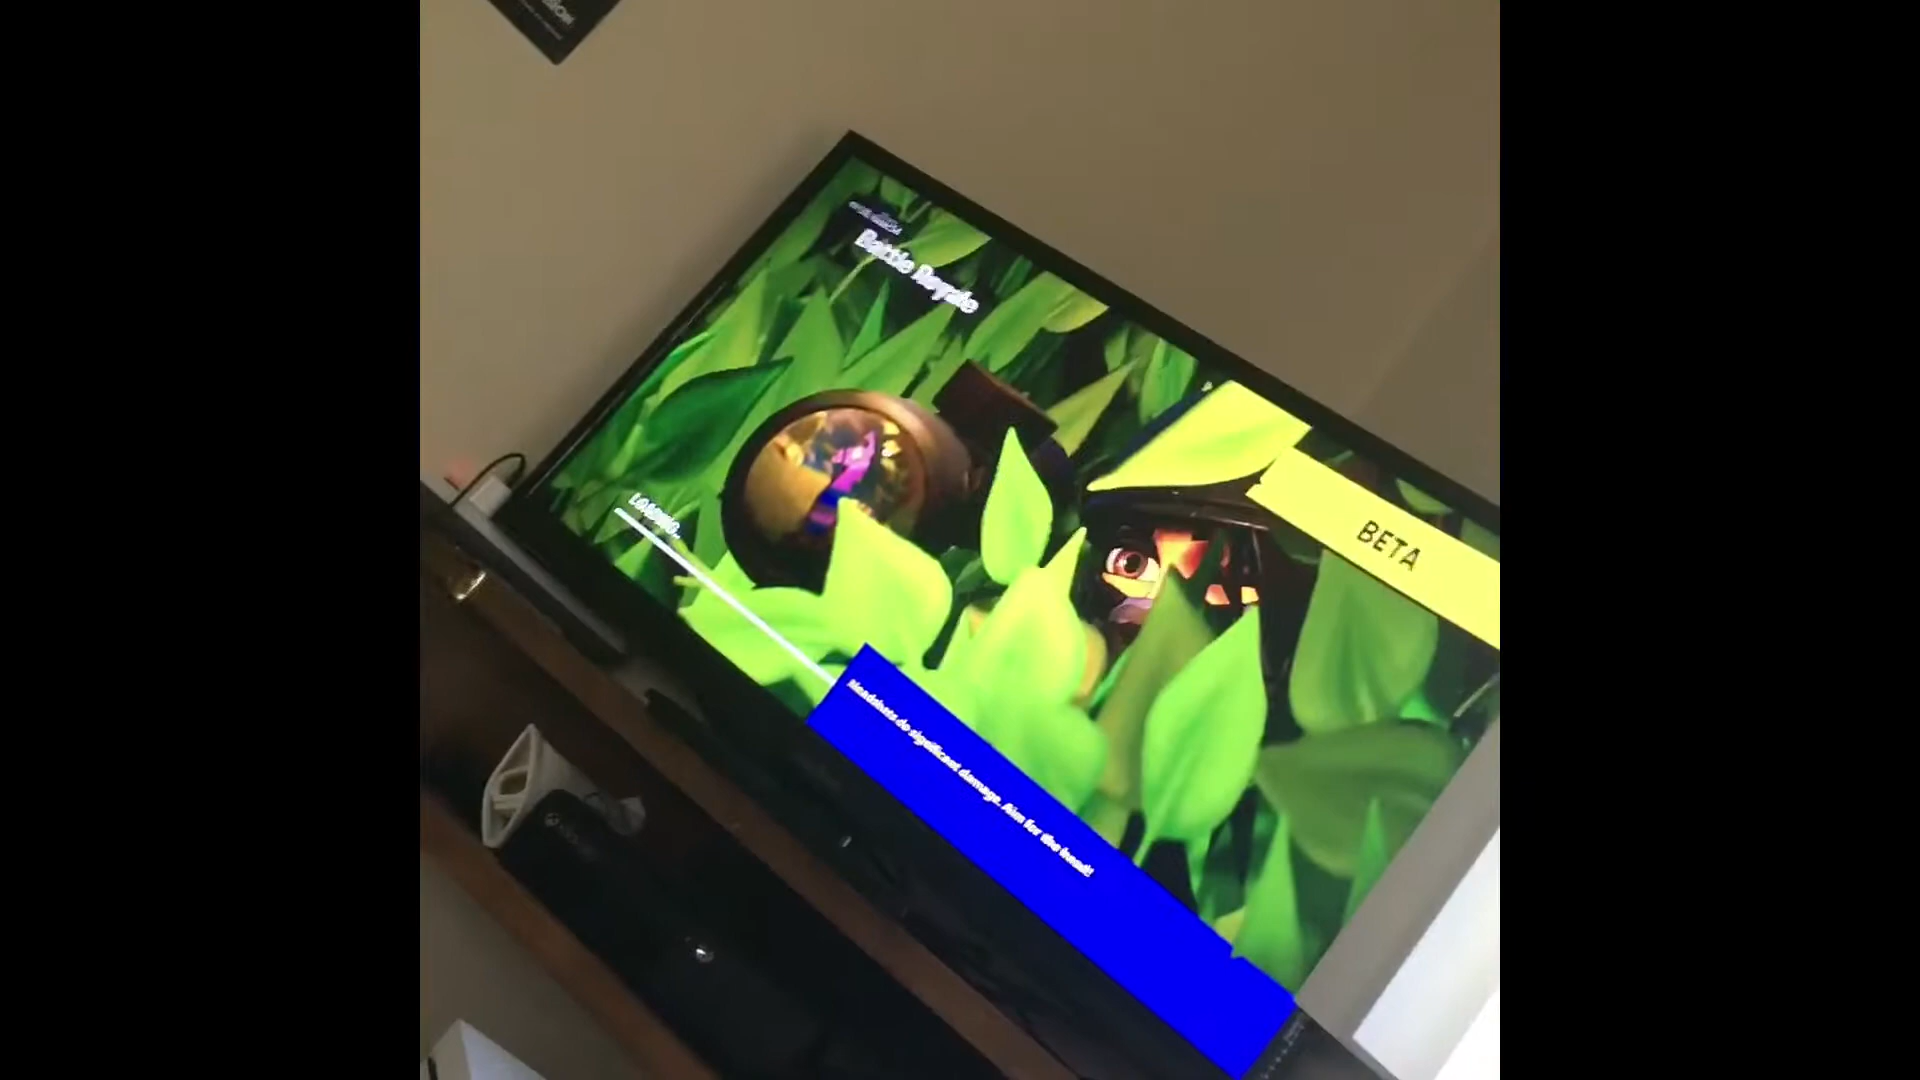 Battle Royale
BETA
LOADING..
Headshots do significant damage. Aim for the head!